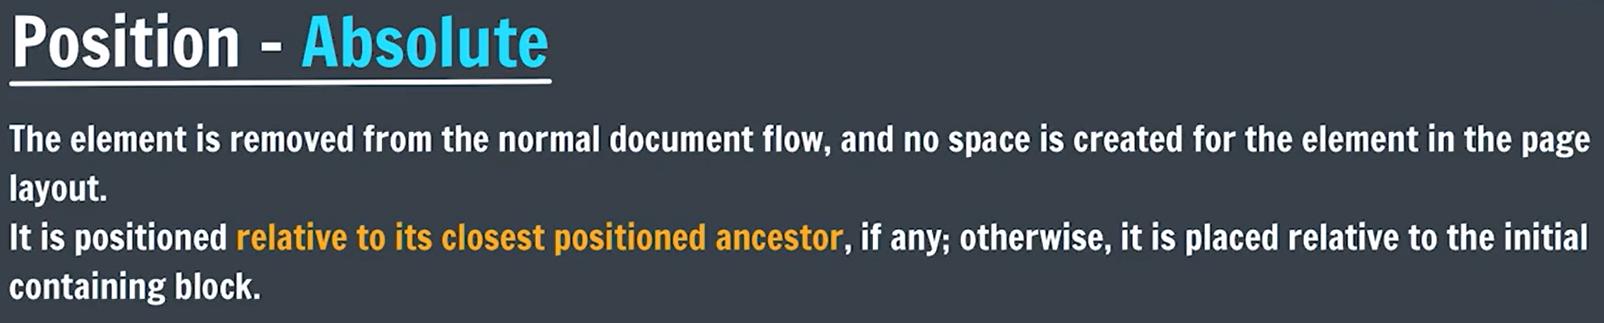 Position - Absolute
The element is removed from the normal document flow, and no space is created for the element in the page
layout.
It is positioned relative to its closest positioned ancestor, if any; otherwise, it is placed relative to the initial
containing block.